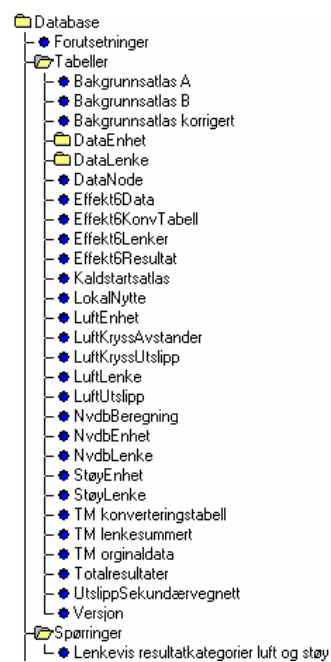 Database
Forutsetninger
Tabeller
Bakgrunnsatlas A
Bakgrunnsatlas B
Bakgrunnsatlas korrigert
DataEnhet
DataLenke
DataNode
Effekt6Data
Effekt6KonvTabell
Effekt6Lenker
Effekt6Resultat
Kaldstartsatlas
LokalNytte
LuftEnhet
LuftKryssAvstander
LuftKryssUtslipp
LuftLenke
LuftUtslipp
NvdbBeregning
NvdbEnhet
NvdbLenke
StøyEnhet
StøyLenke
TM konverteringstabell
TM lenkesummert
TM orginaldata
Totalresultater
UtslippSekundærvegnett
Versjon
Spørringer
Lenkevis resultatkategorier luft og støy